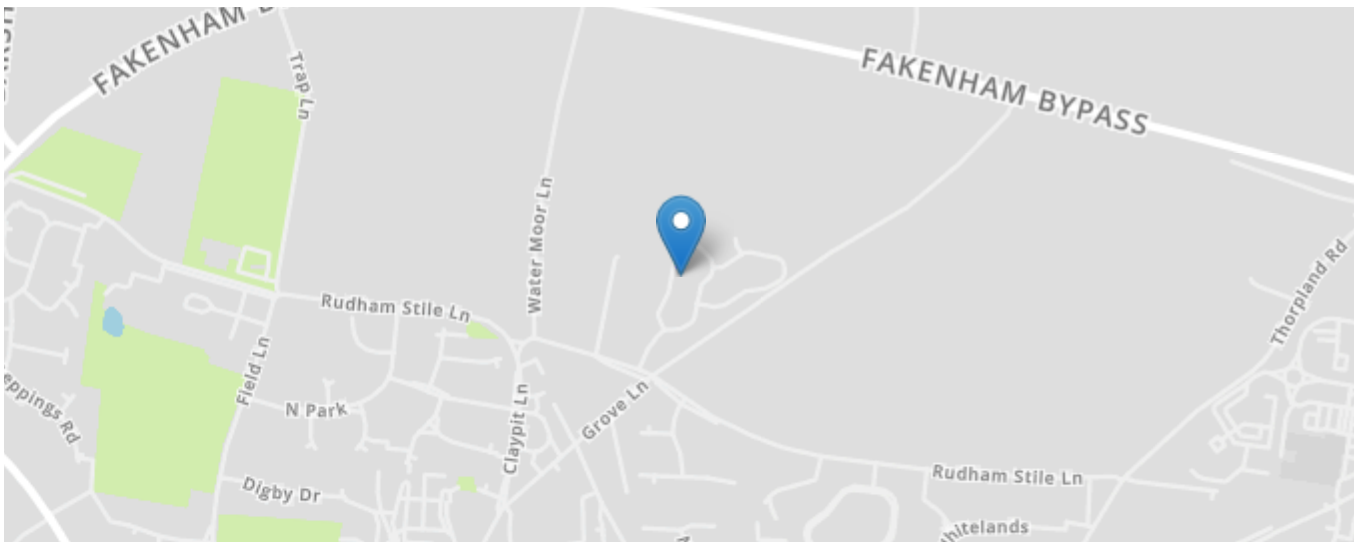 FAKENHAM B
Trap Ln
FAKENHAM BYPASS
Water Moor Ln
Rudham Stile Ln
Thorpland Rd
Field Ln
eppings Rd
N Park
Claypit Ln
Grove Ln
Digby Dr
Rudham Stile Ln
hitelands